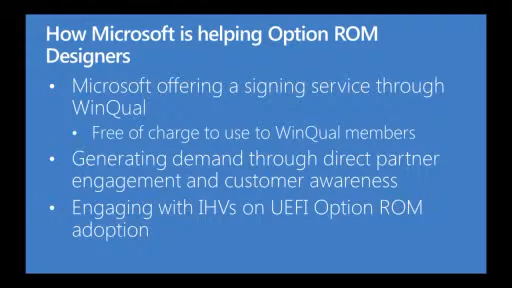 How Microsoft is helping Option ROM
Designers
• Microsoft offering a signing service through
WinQual
• Free of charge to use to WinQual members
• Generating demand through direct partner
engagement and customer awareness
• Engaging with IHVs on UEFI Option ROM
adoption